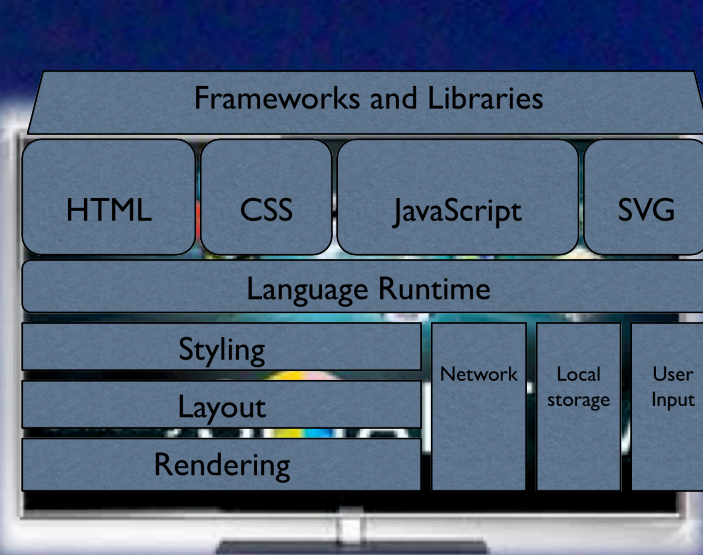 Frameworks and Libraries
HTML
CSS
JavaScript
SVG
Language Runtime
Styling
Network
Local
storage
User
Input
Layout
Rendering